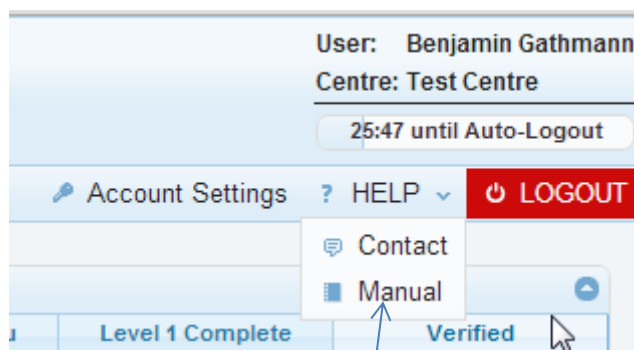 User: Benjamin Gathmann
Centre: Test Centre
25:47 until Auto-Logout
Account Settings ? HELP LOGOUT
Contact
Manual
Level 1 Complete Verified